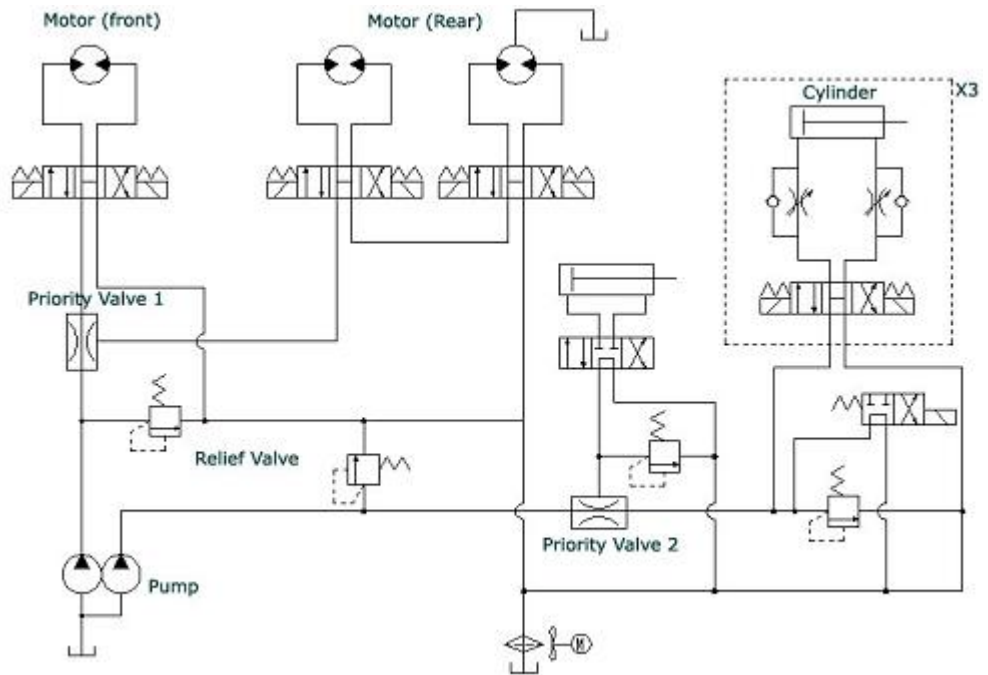 Motor (front)
Motor (Rear)
Cylinder
X3
Priority Valve 1
Relief Valve
Priority Valve 2
Pump
M